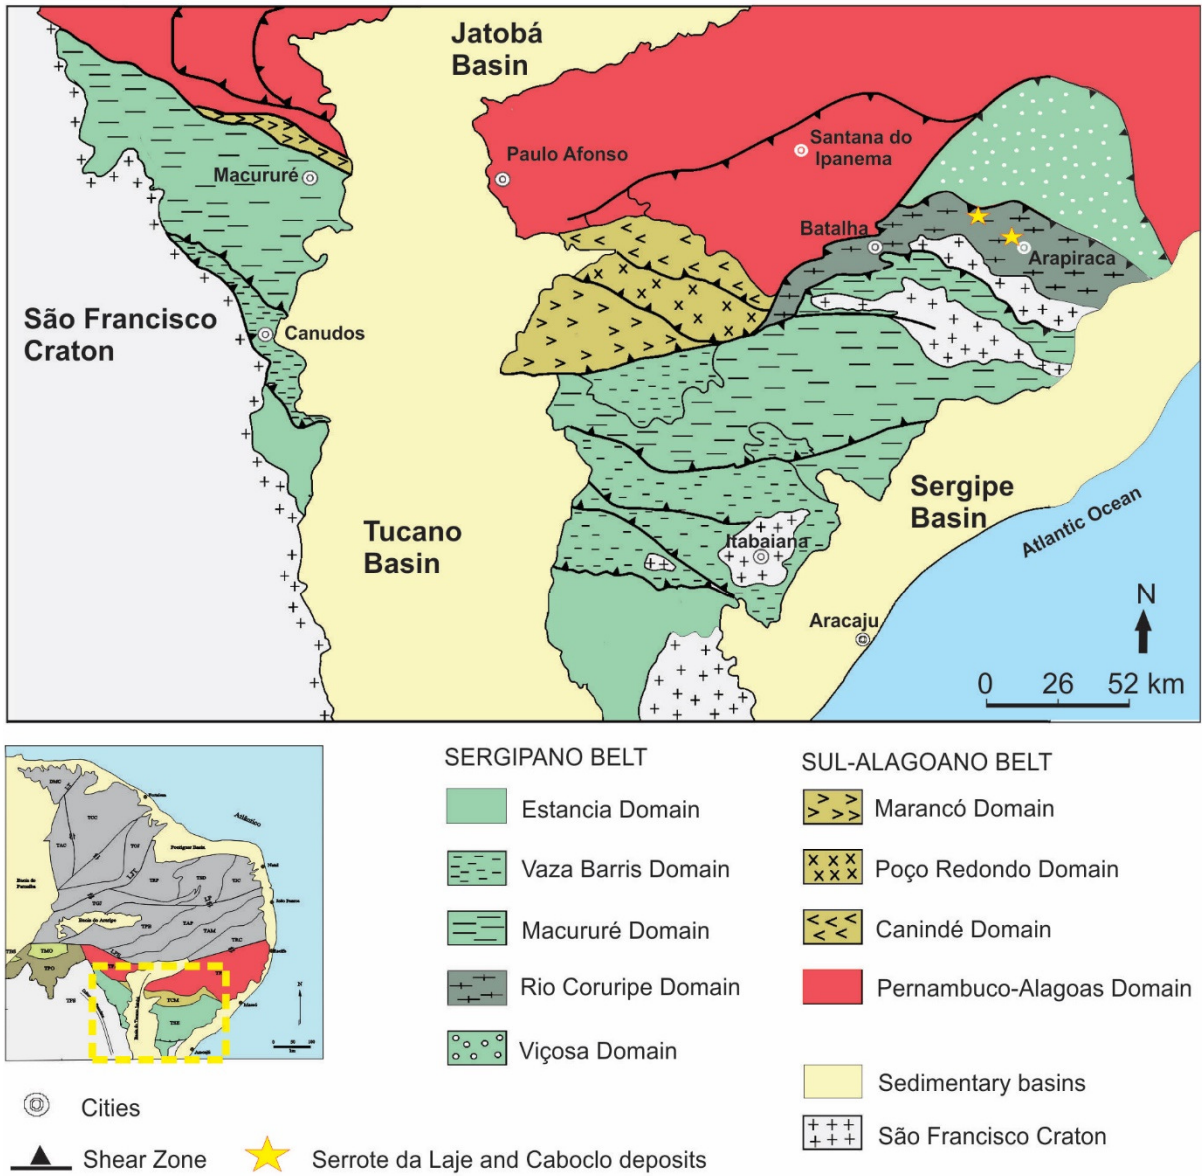 Jatobá
Basin
Paulo Afonso
Santana do
Ipanema
Macururé
Batalha
Arapiraca
São Francisco
Craton
Canudos
Sergipe
Basin
Tucano
Basin
Itabaiana
Atlantic Ocean
Aracaju
N
0 26 52 km
SERGIPANO BELT
Estancia Domain
Vaza Barris Domain
Macururé Domain
Rio Coruripe Domain
Viçosa Domain
SUL-ALAGOANO BELT
Marancó Domain
Poço Redondo Domain
Canindé Domain
Pernambuco-Alagoas Domain
Sedimentary basins
São Francisco Craton
Atlântico
N
Cities
Shear Zone
Serrote da Laje and Caboclo deposits